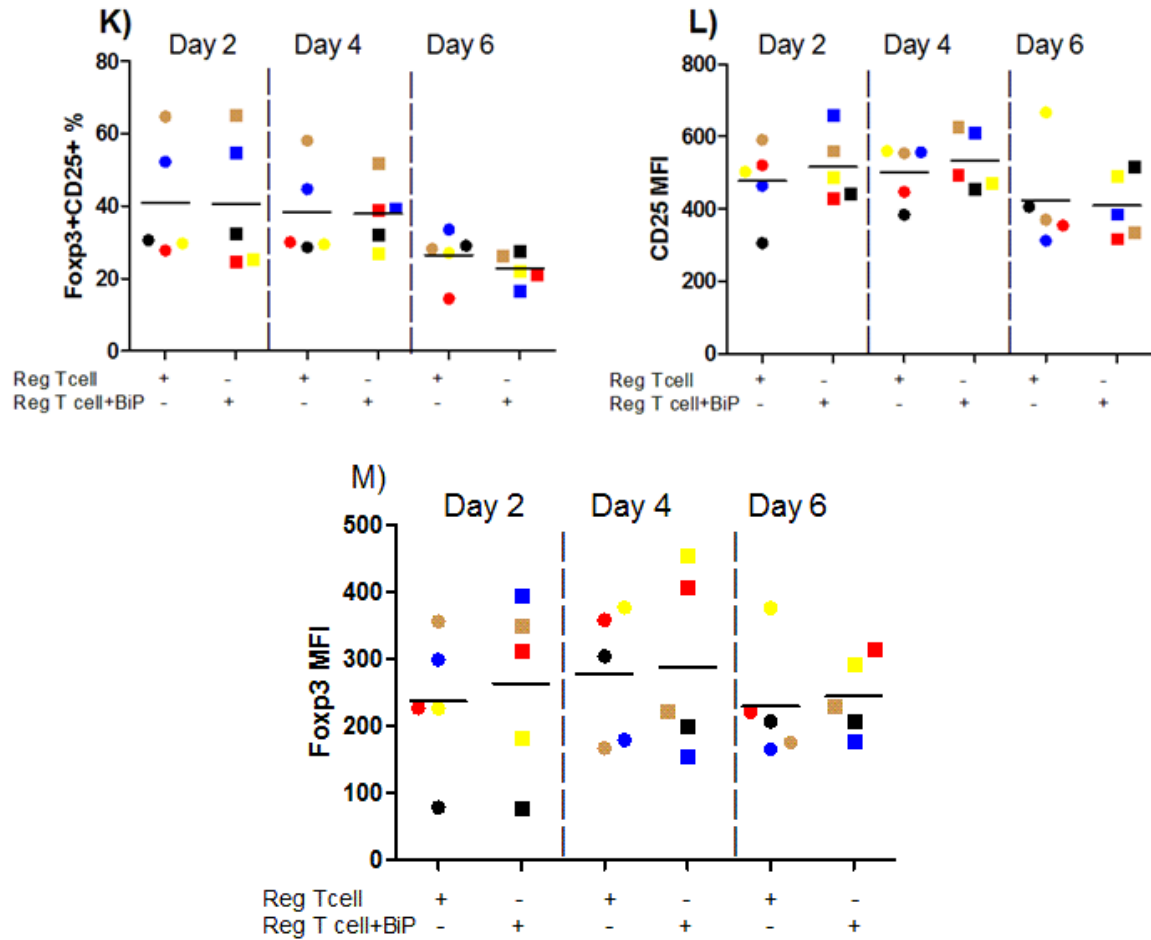 K)
Day 2 Day 4 Day 6
Foxp3+CD25+ %
80
60
40
20
0
Reg Tcell + - + - + -
Reg T cell+BiP - + - + - +
L)
Day 2 Day 4 Day 6
CD25 MFI
800
600
400
200
0
Reg Tcell + - + - + -
Reg T cell+BiP - + - + - +
M)
Day 2 Day 4 Day 6
Foxp3 MFI
500
400
300
200
100
0
Reg Tcell + - + - + -
Reg T cell+BiP - + - + - +